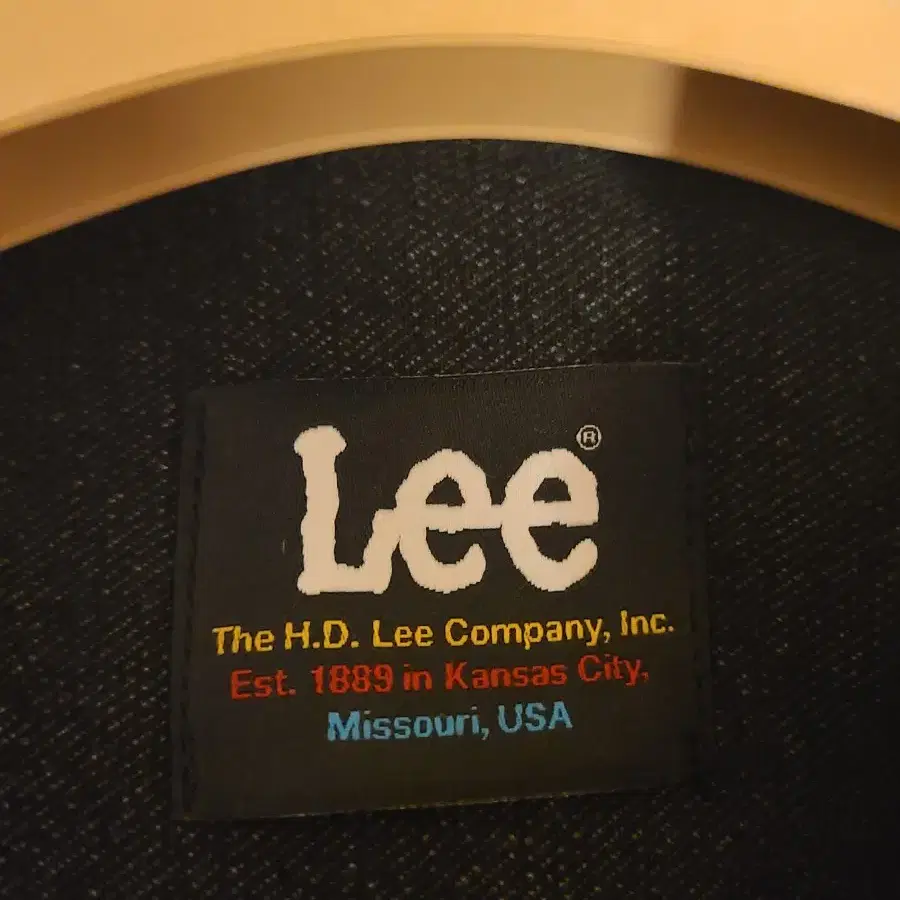 Lee®
The H.D. Lee Company, Inc.
Est. 1889 in Kansas City,
Missouri, USA